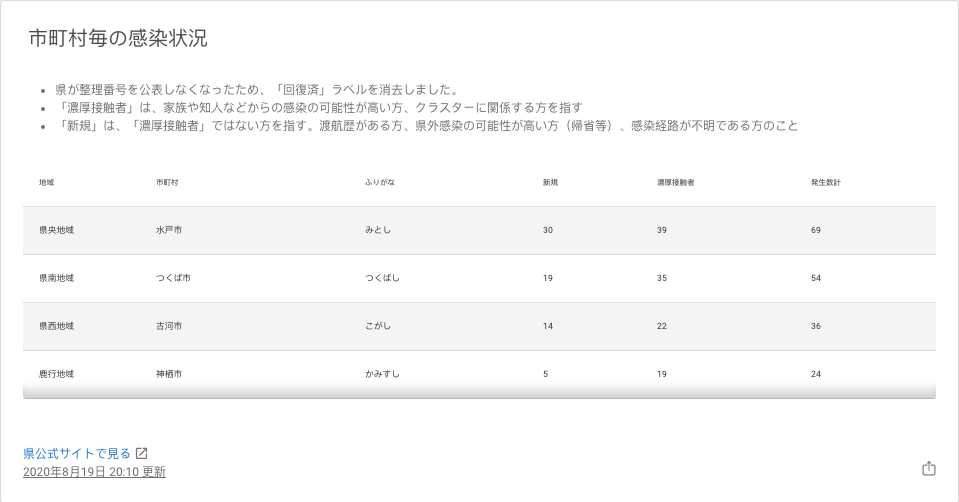 市町村毎の感染状況
県が整理番号を公表しなくなったため、「回復済」ラベルを消去しました。
「濃厚接触者」は、家族や知人などからの感染の可能性が高い方、クラスターに関係する方を指す
「新規」は、「濃厚接触者」ではない方を指す。渡航歴がある方、県外感染の可能性が高い方（帰省等）、感染経路が不明である方のこと
地域 市町村 ふりがな 新規 濃厚接触者 発生数計
県央地域 水戸市 みとし 30 39 69
県南地域 つくば市 つくばし 19 35 54
県西地域 古河市 こがし 14 22 36
鹿行地域 神栖市 かみすし 5 19 24
県公式サイトで見る
2020年8月19日 20:10 更新